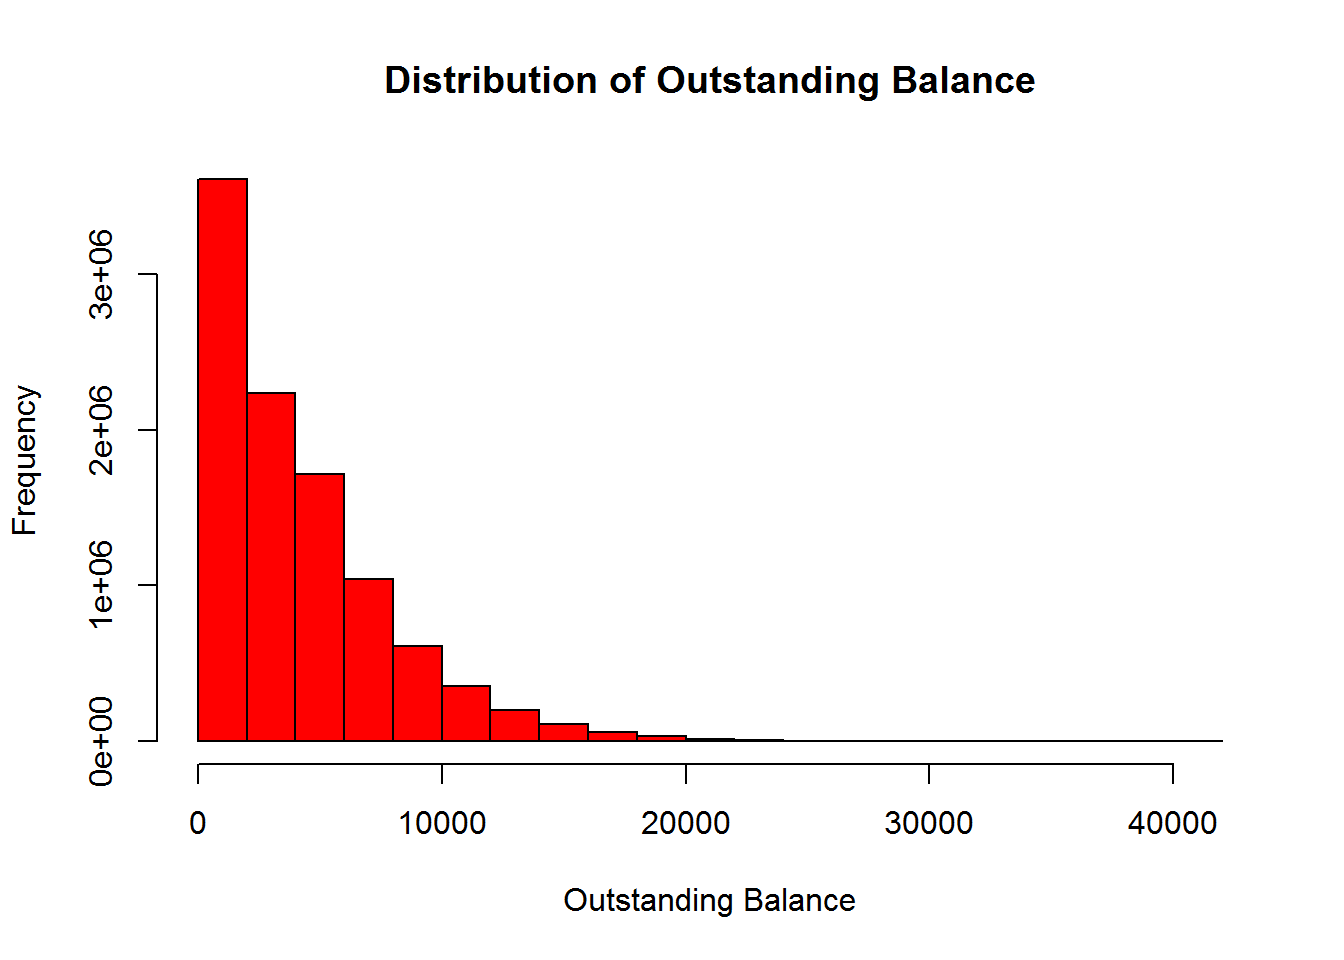 Distribution of Outstanding Balance
Frequency
3e+06
2e+06
1e+06
0e+00
0 10000 20000 30000 40000
Outstanding Balance